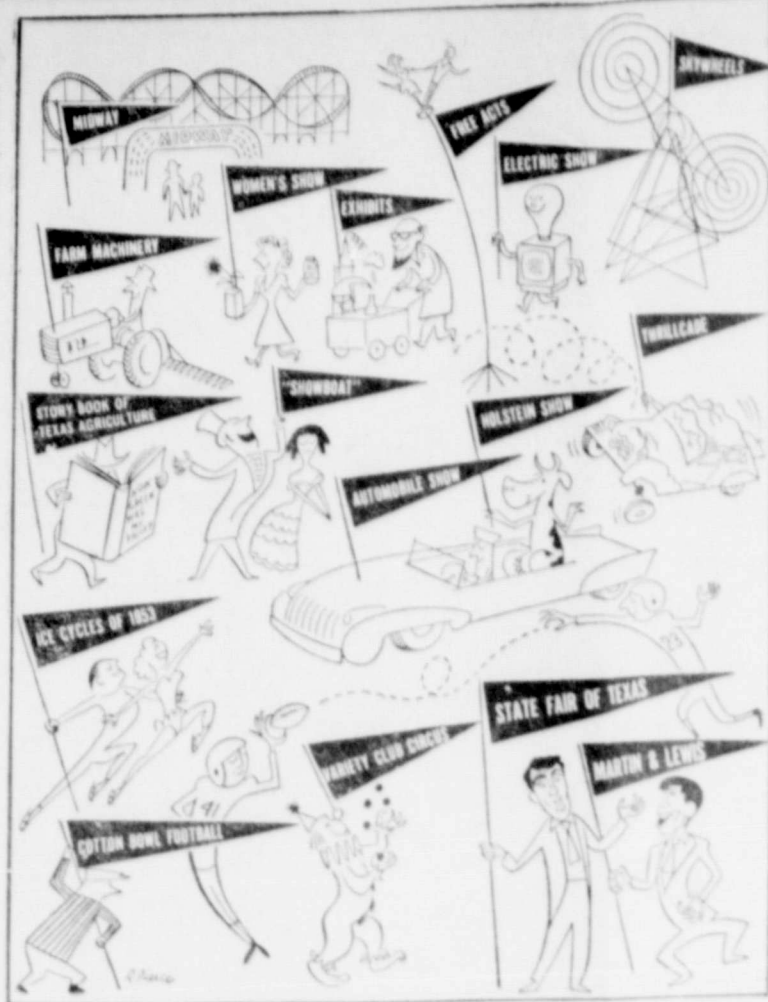 SKYWHEELS
MIDWAY
FREE ACTS
MIDWAY
ELECTRIC SHOW
WOMEN'S SHOW
EXHIBITS
FARM MACHINERY
THRILLCADE
"SHOWBOAT"
STORY BOOK OF
TEXAS AGRICULTURE
HOLSTEIN SHOW
AUTOMOBILE SHOW
ICE CYCLES OF 1953
23
STATE FAIR OF TEXAS
VARIETY CLUB CIRCUS
MARTIN & LEWIS
COTTON BOWL FOOTBALL